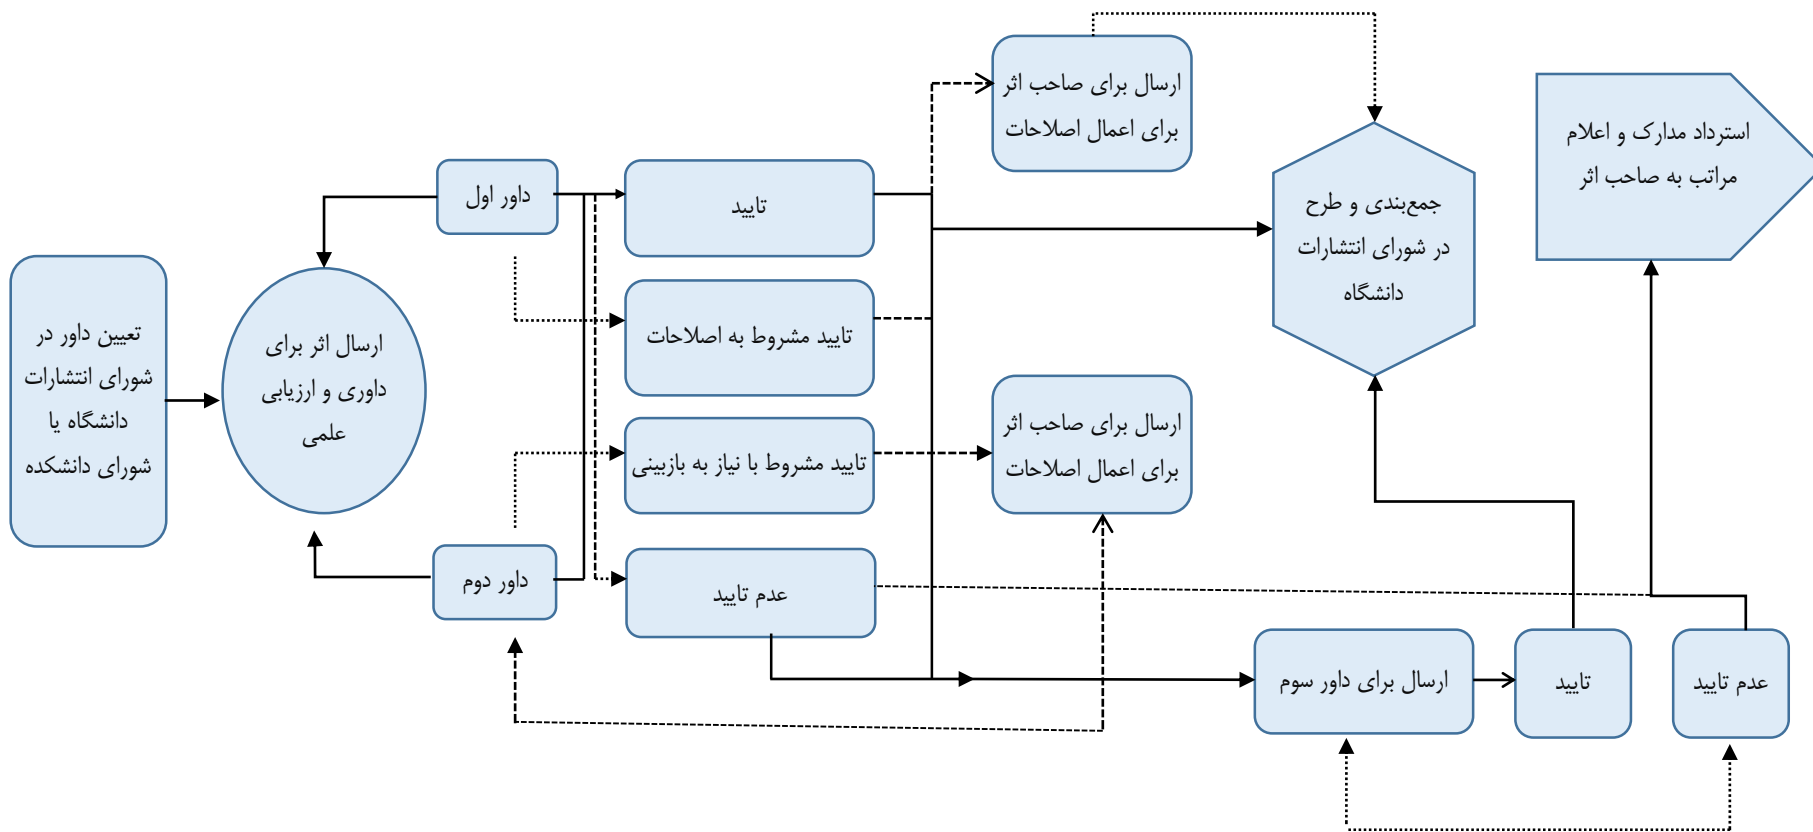 تعیین داور در
شورای انتشارات
دانشگاه یا
شورای دانشکده
ارسال اثر برای
داوری و ارزیابی
علمی
داور اول
داور دوم
تایید
تایید مشروط به اصلاحات
تایید مشروط با نیاز به بازبینی
عدم تایید
ارسال برای صاحب اثر
برای اعمال اصلاحات
ارسال برای صاحب اثر
برای اعمال اصلاحات
جمع‌بندی و طرح
در شورای انتشارات
دانشگاه
استرداد مدارک و اعلام
مراتب به صاحب اثر
ارسال برای داور سوم
تایید
عدم تایید